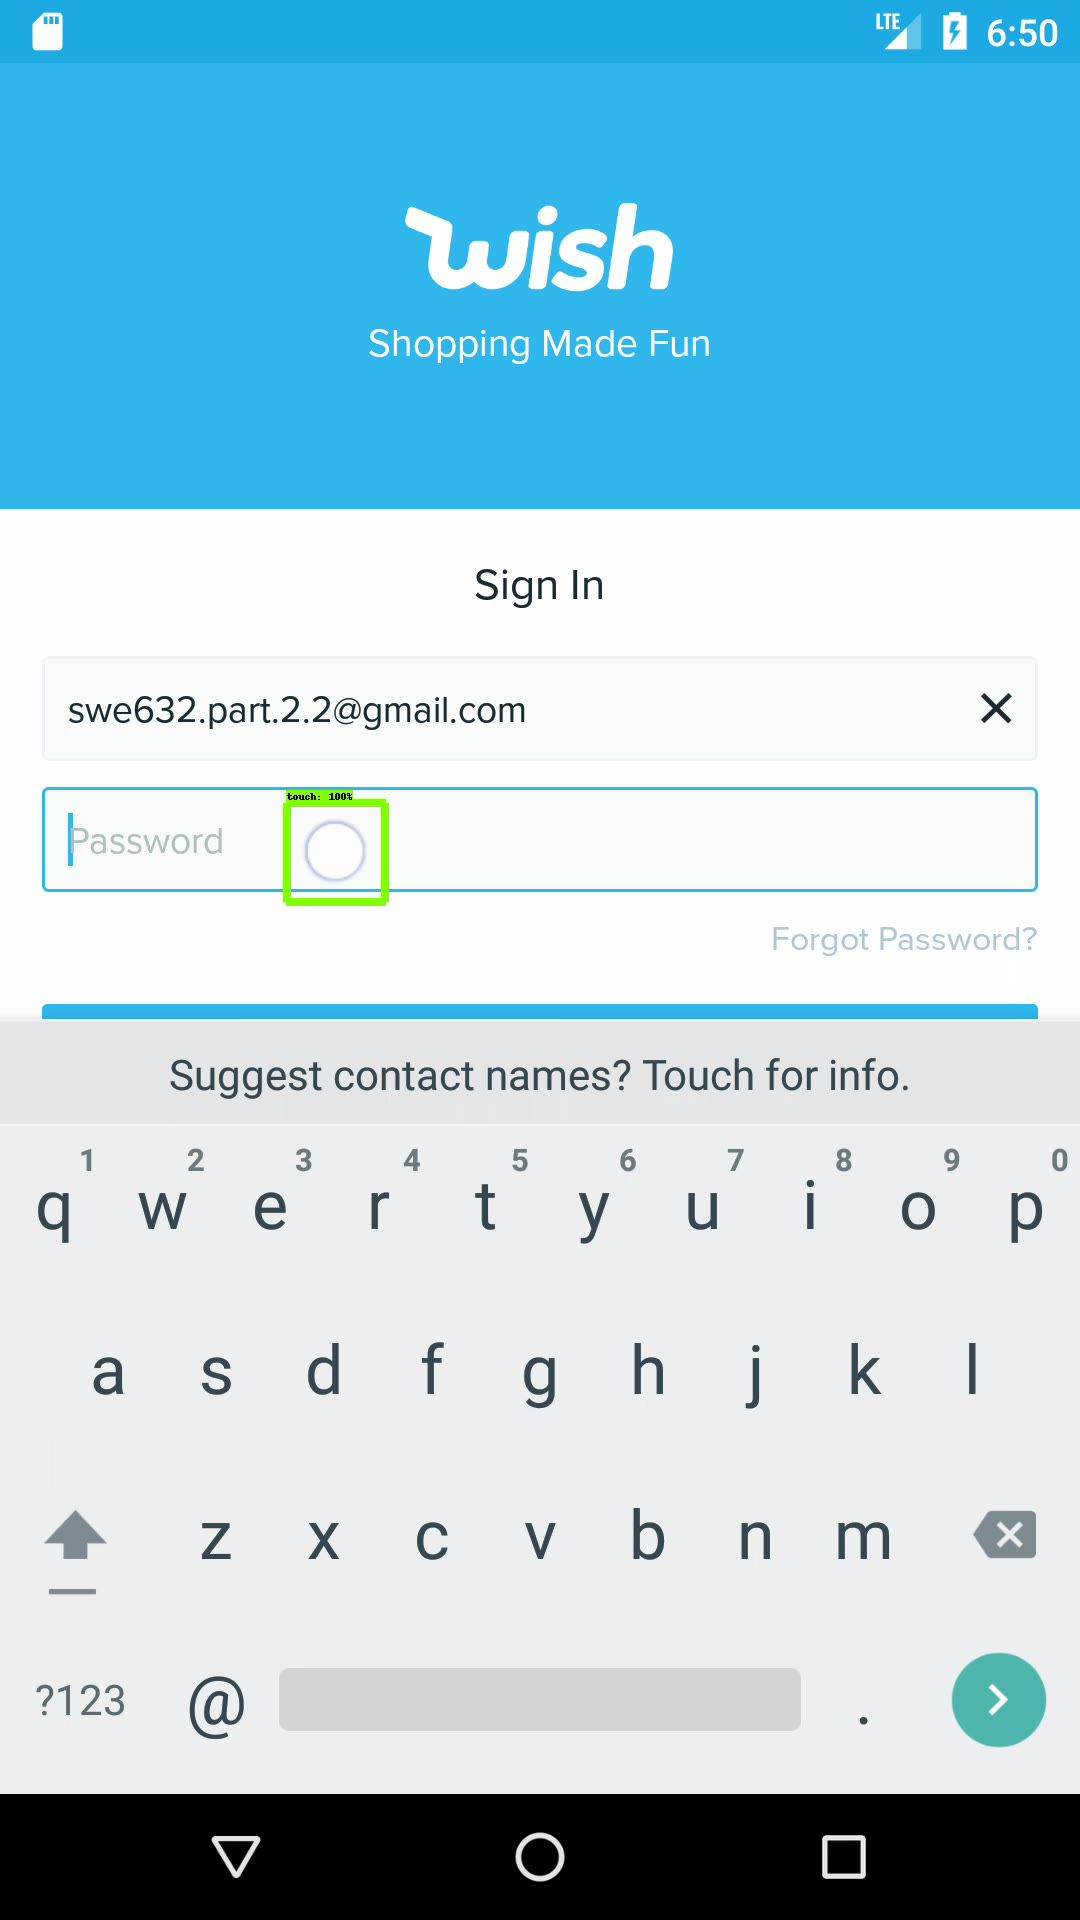 LTE 6:50
wish
Shopping Made Fun
Sign In
swe632.part.2.2@gmail.com
touch: 100%
Password
Forgot Password?
Suggest contact names? Touch for info.
1 2 3 4 5 6 7 8 9 0
q w e r t y u i o p
a s d f g h j k l
z x c v b n m
?123 @ .